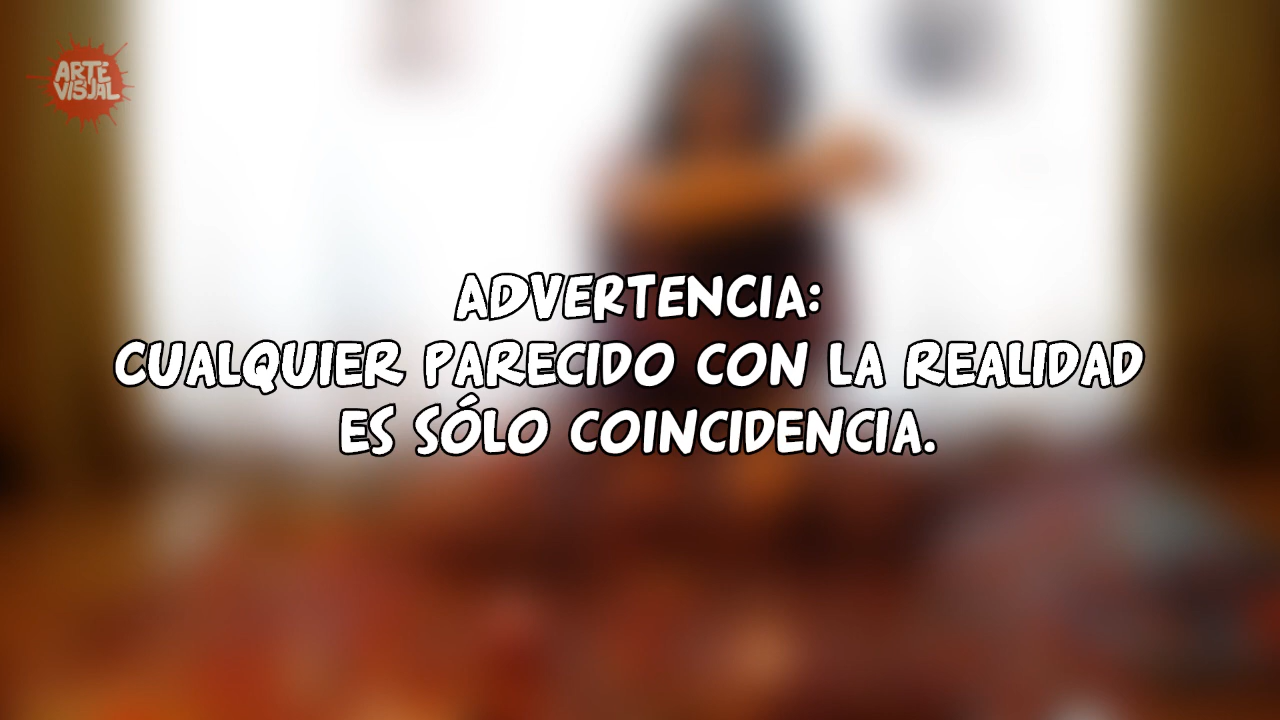 ARTE
VISUAL
ADVERTENCIA:
CUALQUIER PARECIDO CON LA REALIDAD
ES SÓLO COINCIDENCIA.